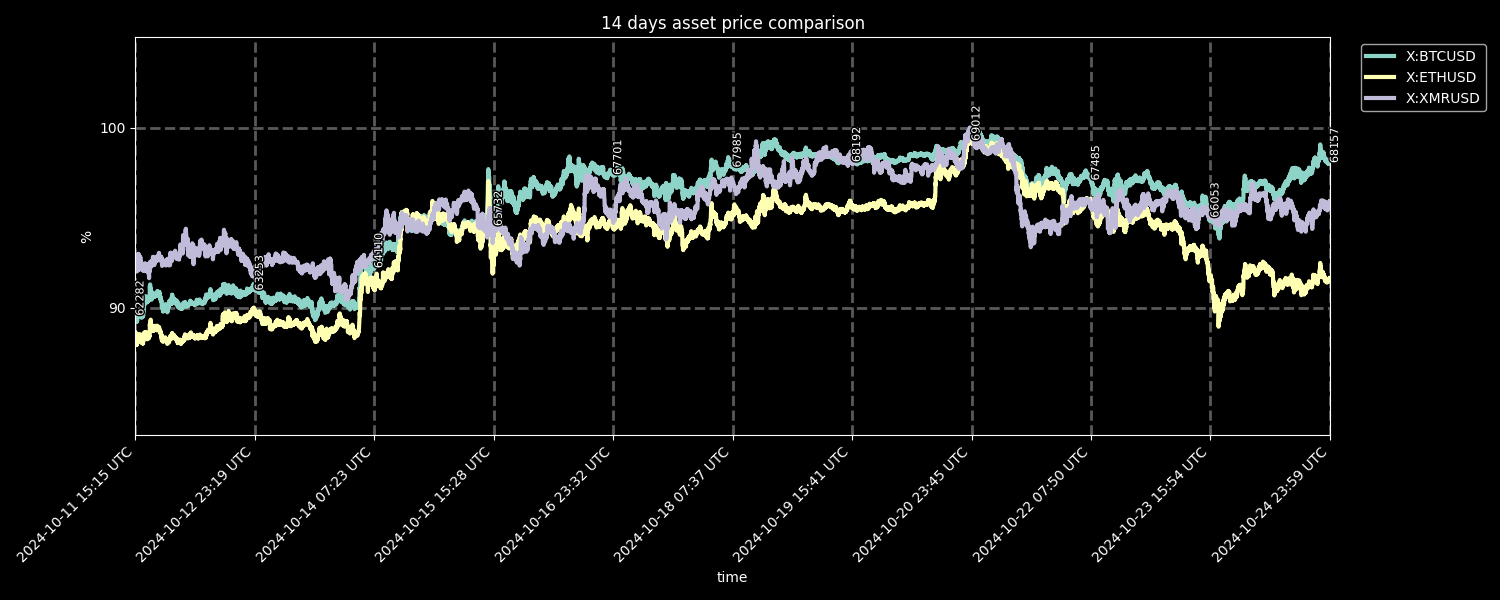 14 days asset price comparison
X:BTCUSD
X:ETHUSD
X:XMRUSD
100
90
%
62282
63253
64110
65732
67701
67985
68192
69012
67485
66053
68157
2024-10-11 15:15 UTC
2024-10-12 23:19 UTC
2024-10-14 07:23 UTC
2024-10-15 15:28 UTC
2024-10-16 23:32 UTC
2024-10-18 07:37 UTC
2024-10-19 15:41 UTC
2024-10-20 23:45 UTC
2024-10-22 07:50 UTC
2024-10-23 15:54 UTC
2024-10-24 23:59 UTC
time